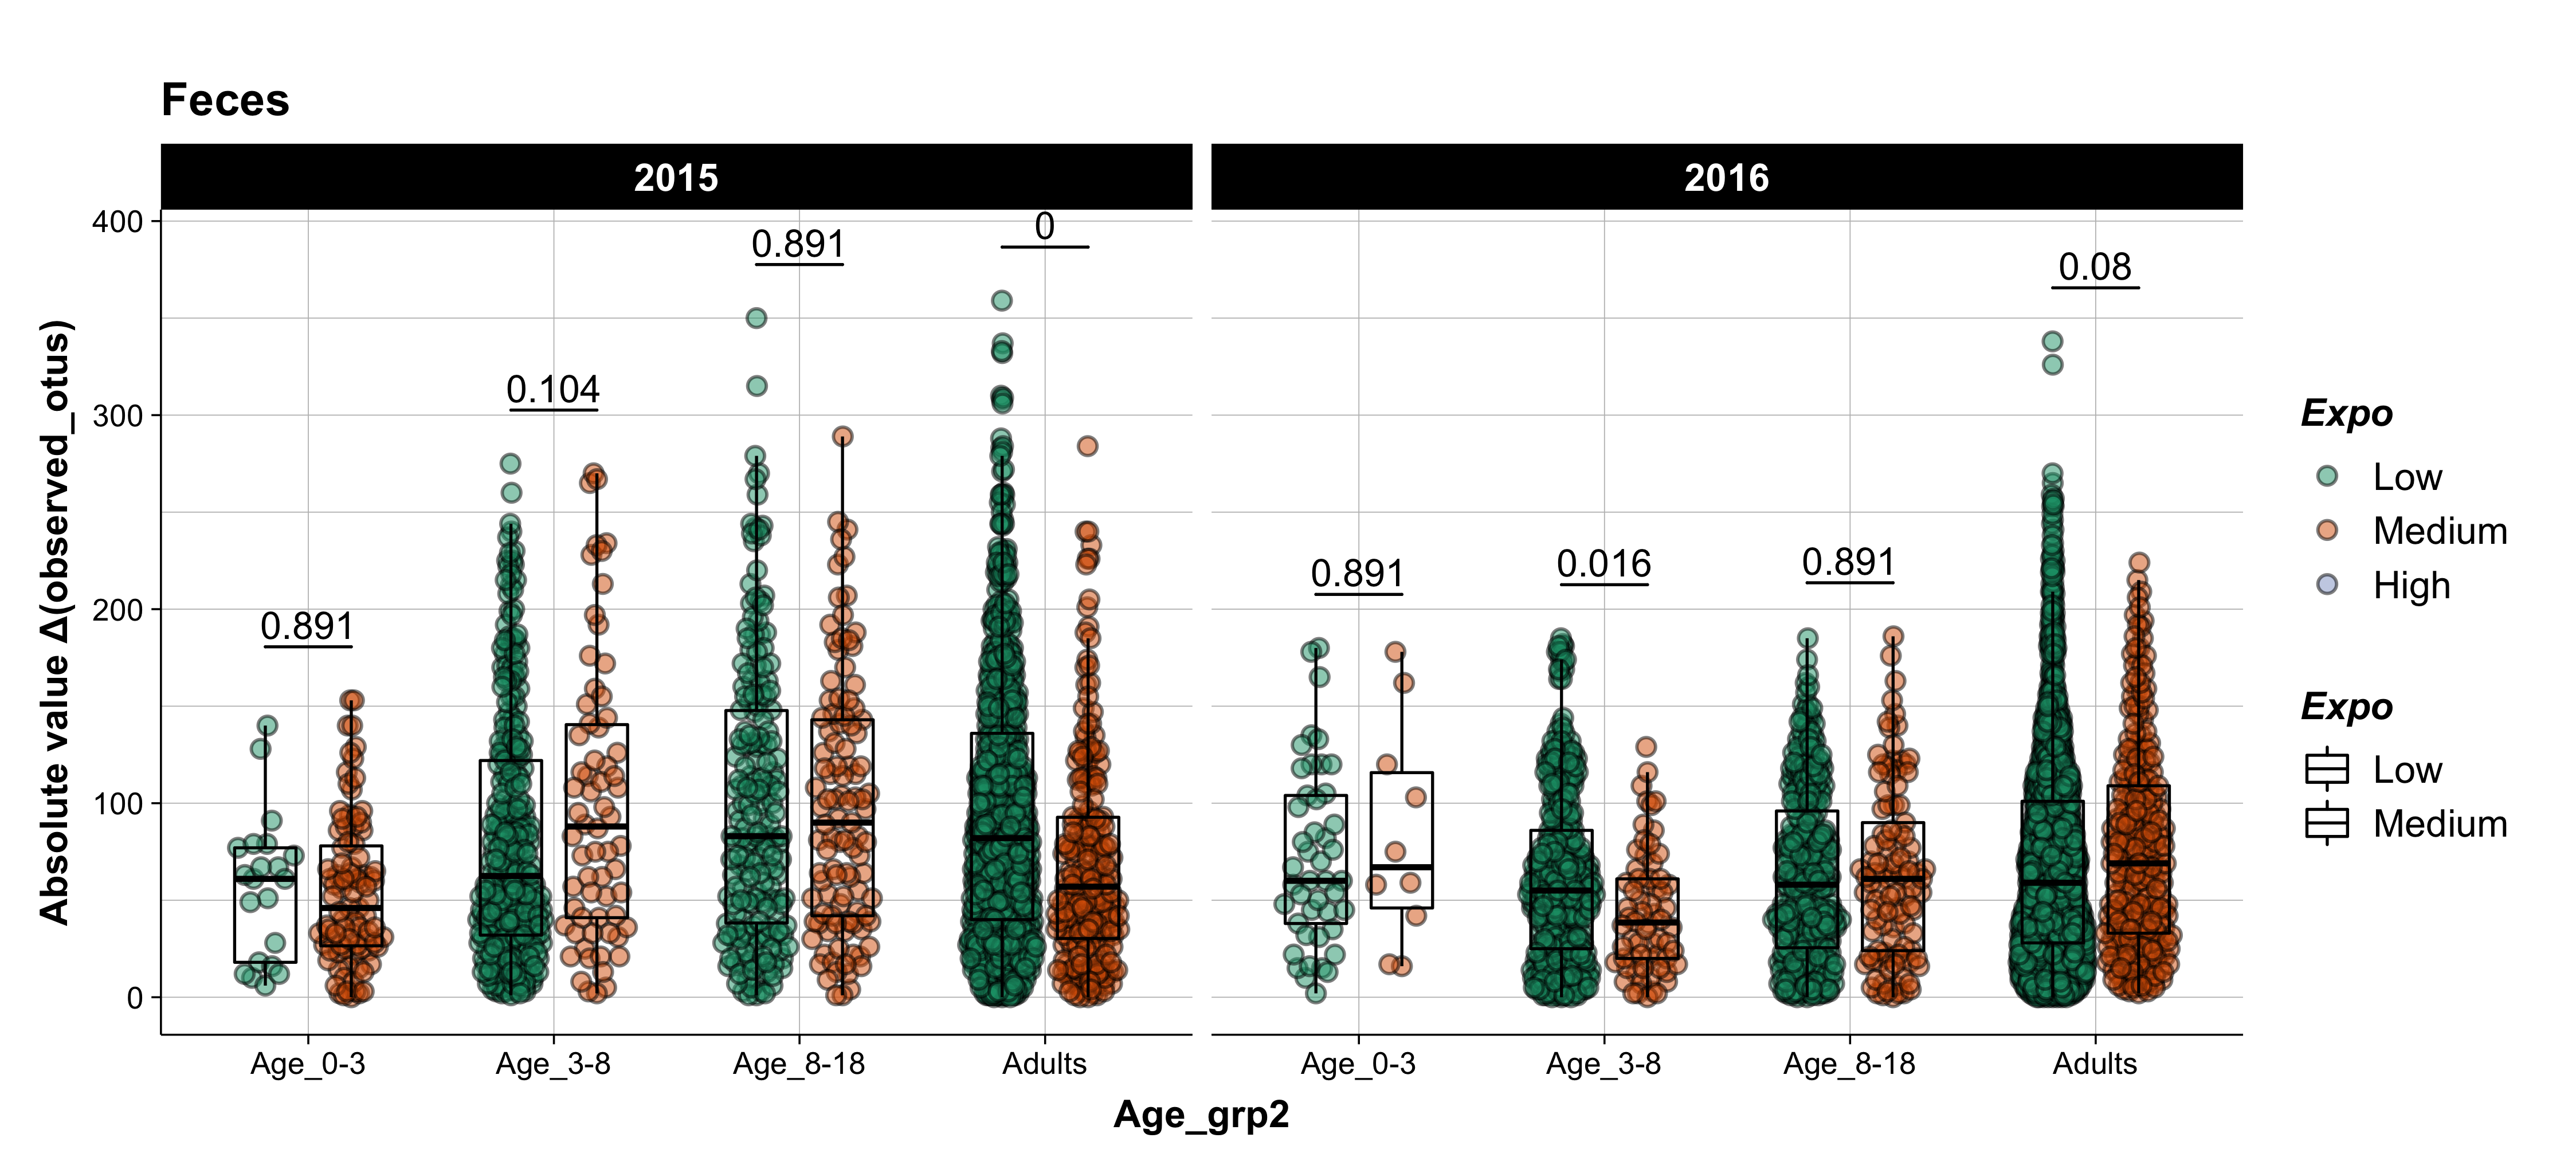 Feces
2015
2016
Absolute value Δ(observed_otus)
400
300
200
100
0
0.891
0.104
0.891
0
0.891
0.016
0.891
0.08
Age_0-3
Age_3-8
Age_8-18
Adults
Age_0-3
Age_3-8
Age_8-18
Adults
Age_grp2
Expo
Low
Medium
High
Expo
Low
Medium